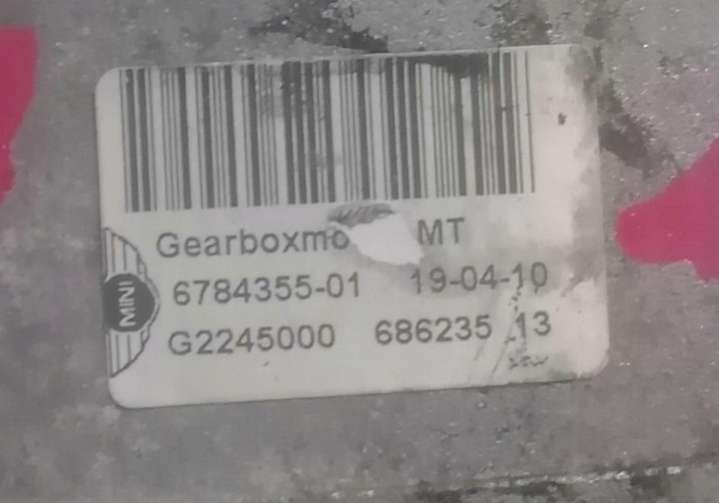 Gearboxmo MT
6784355-01 19-04-10
MINI
G2245000 686235 13